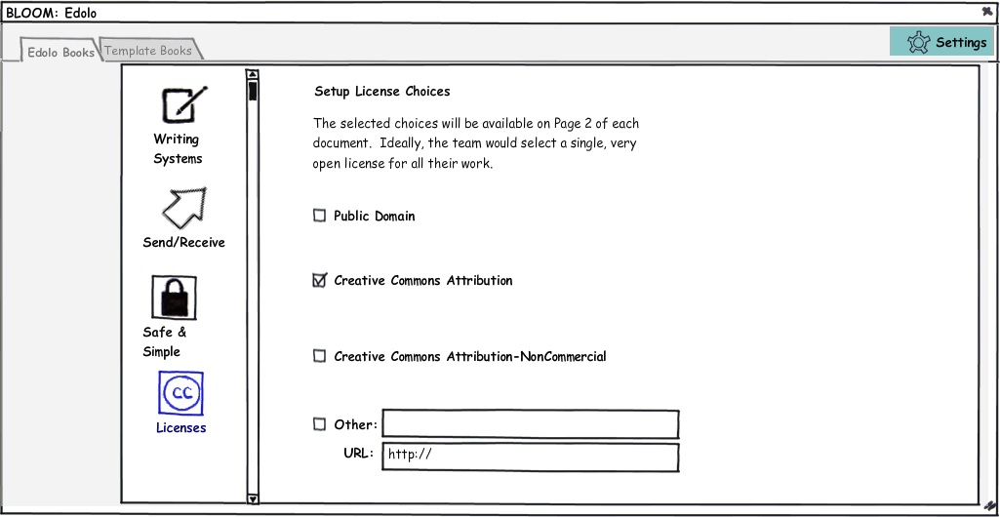 BLOOM: Edolo
Edolo Books
Template Books
Settings
Writing
Systems
Send/Receive
Safe &
Simple
CC
Licenses
Setup License Choices
The selected choices will be available on Page 2 of each
document. Ideally, the team would select a single, very
open license for all their work.
Public Domain
Creative Commons Attribution
Creative Commons Attribution-NonCommercial
Other:
URL: http://